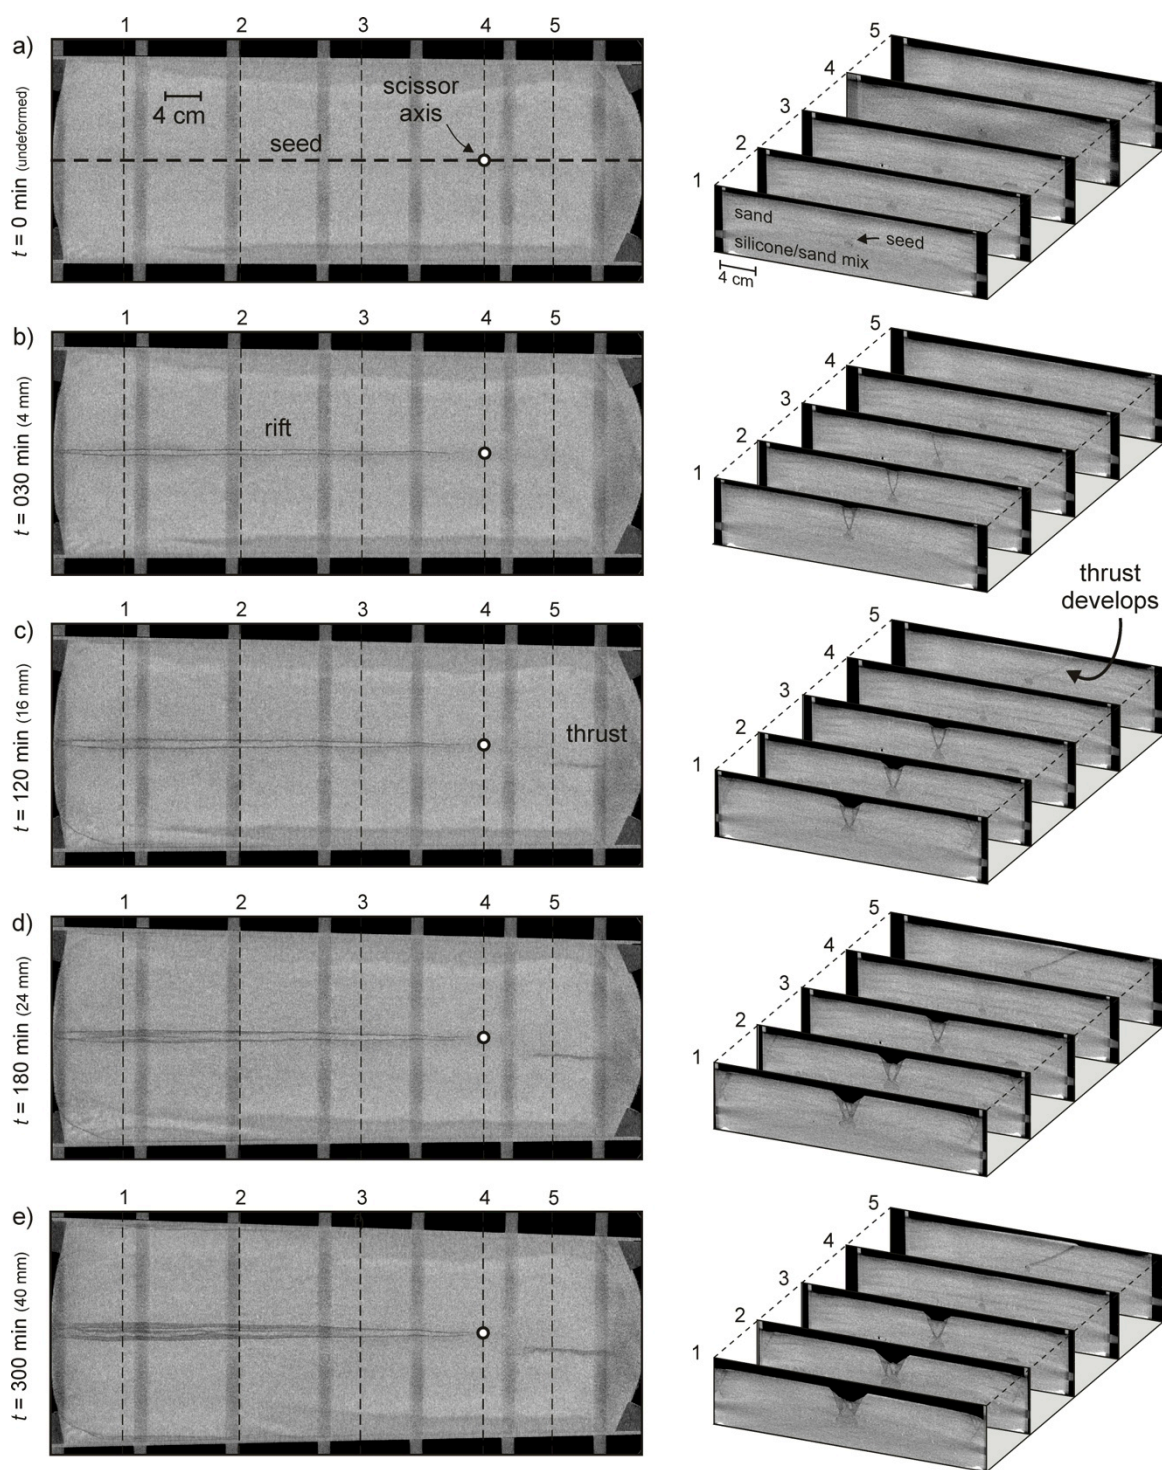 a)
t = 0 min (undeformed)
1 2 3 4 5
4 cm
scissor
axis
seed
5
4
3
2
1
sand
seed
silicone/sand mix
4 cm
b)
t = 030 min (4 mm)
1 2 3 4 5
rift
5
4
3
2
1
thrust
develops
c)
t = 120 min (16 mm)
1 2 3 4 5
thrust
5
4
3
2
1
d)
t = 180 min (24 mm)
1 2 3 4 5
5
4
3
2
1
e)
t = 300 min (40 mm)
1 2 3 4 5
5
4
3
2
1